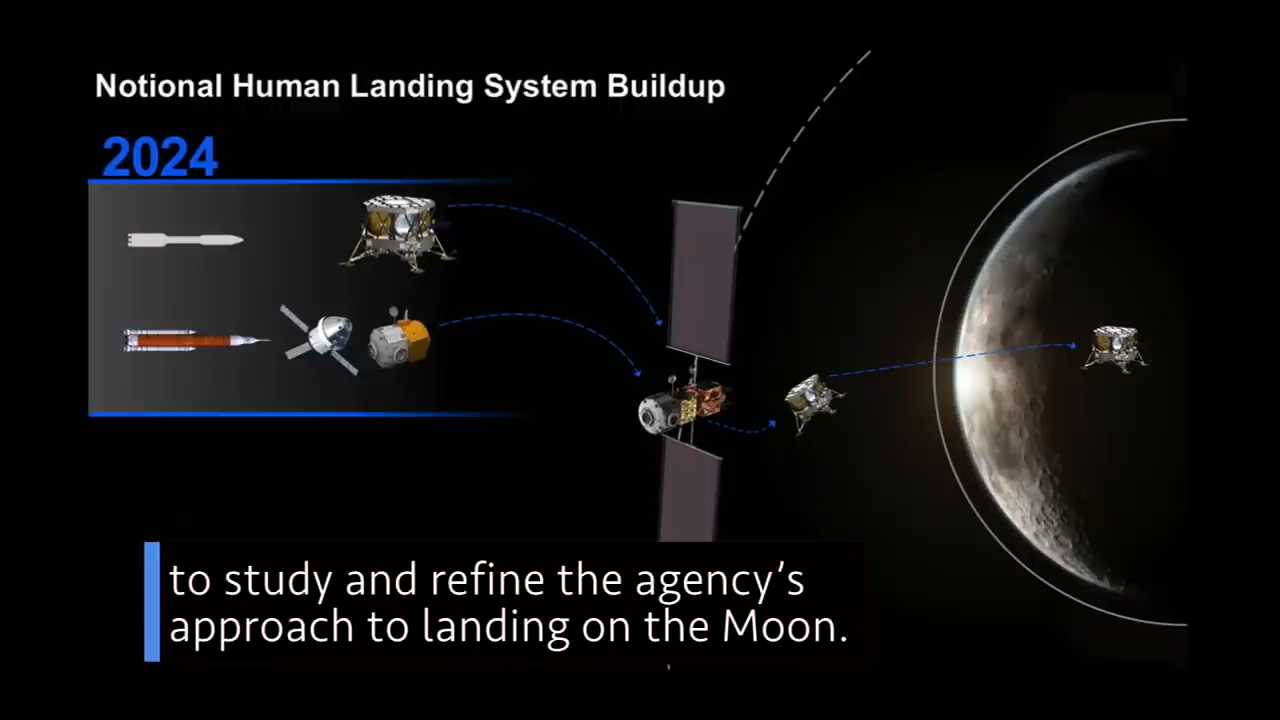 Notional Human Landing System Buildup
2024
to study and refine the agency's
approach to landing on the Moon.